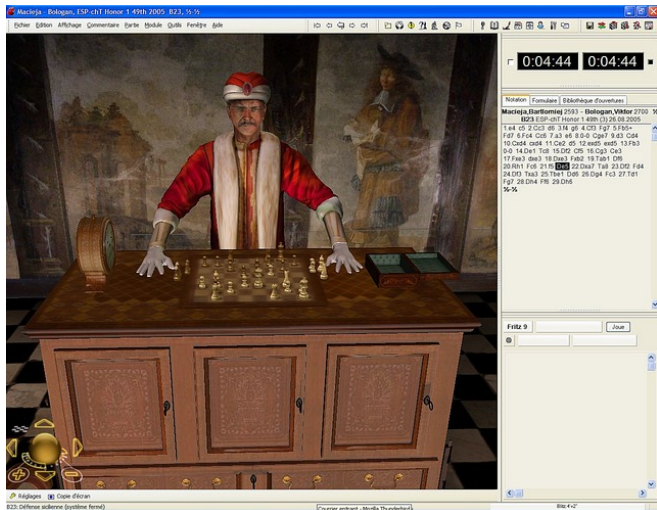 Macieja - Bologan, ESP-chT Honor 1 49th 2005 B23, ½-½
Fichier Edition Affichage Commentaire Partie Module Outils Fenêtre Aide
0:04:44 0:04:44
Notation Formulaire Bibliothèque d'ouvertures
Macieja,Bartlomiej 2593 - Bologan,Viktor 2700 ½
B23 ESP-chT Honor 1 49th (3) 26.08.2005
1.e4 c5 2.Cc3 d6 3.f4 g6 4.Cf3 Fg7 5.Fb5+
Fd7 6.Fc4 Cc6 7.a3 e6 8.0-0 Cge7 9.d3 Cd4
10.Cxd4 cxd4 11.Ce2 d5 12.exd5 exd5 13.Fb3
0-0 14.De1 Tc8 15.Df2 Cf5 16.Cg3 Ce3
17.Fxe3 dxe3 18.Dxe3 Fxb2 19.Tab1 Df6
20.Rh1 Fc6 21.f5 22.Dxa7 Ta8 23.Df2 Fd4
24.Df3 Txa3 25.Tbe1 Dd6 26.Dg4 Fc3 27.Td1
Fg7 28.Dh4 Ff6 29.Dh6
½-½
Fritz 9 Joue
Réglages Copie d'écran
B23: Défense sicilienne (système fermé) Courrier entrant - Mozilla Thunderbird Blitz 4'+2"